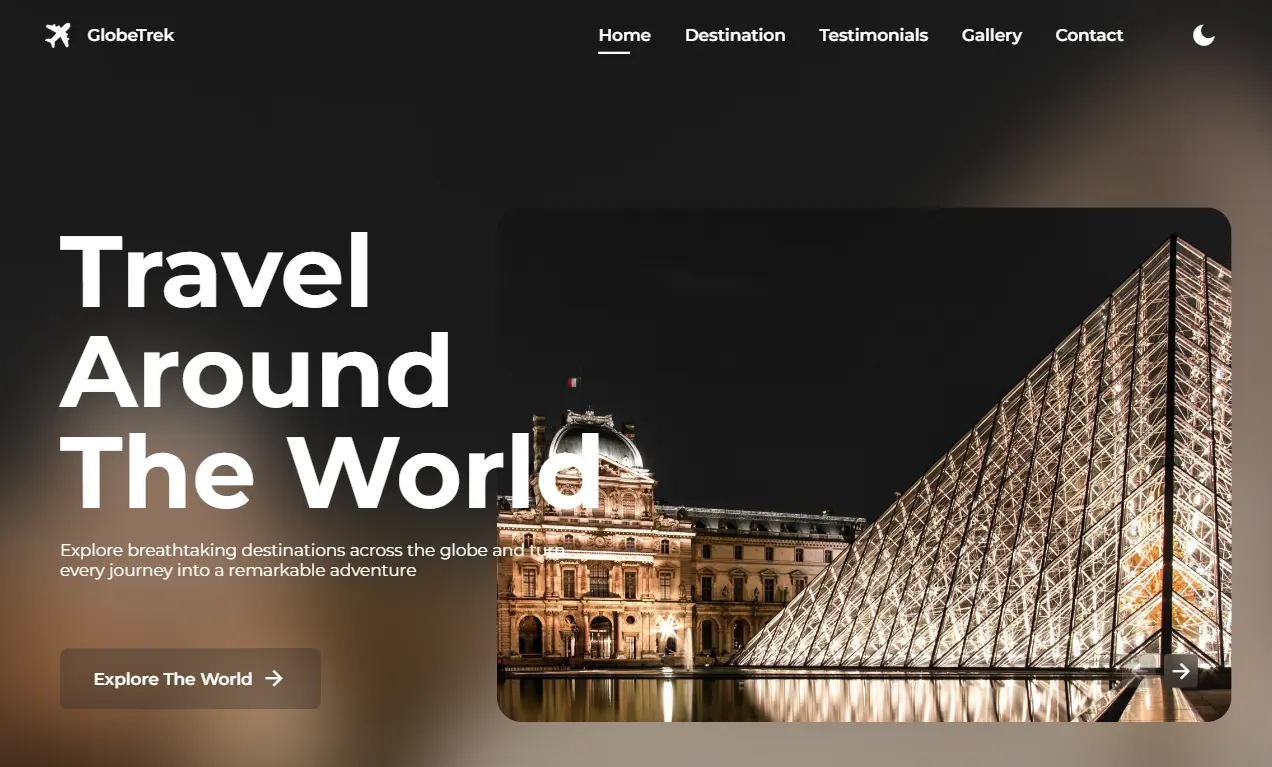 GlobeTrek
Home
Destination
Testimonials
Gallery
Contact
Travel
Around
The World
Explore breathtaking destinations across the globe and turn
every journey into a remarkable adventure
Explore The World